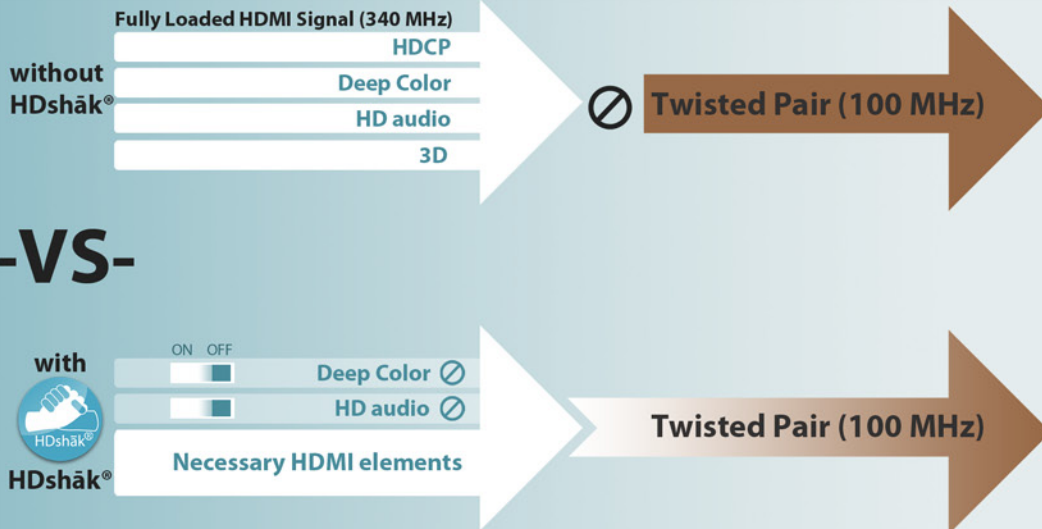 Fully Loaded HDMI Signal (340 MHz)
HDCP
without
HDshāk®
Deep Color
HD audio
3D
Twisted Pair (100 MHz)
-VS-
with
HDshāk®
HDshāk®
ON OFF
Deep Color
HD audio
Necessary HDMI elements
Twisted Pair (100 MHz)